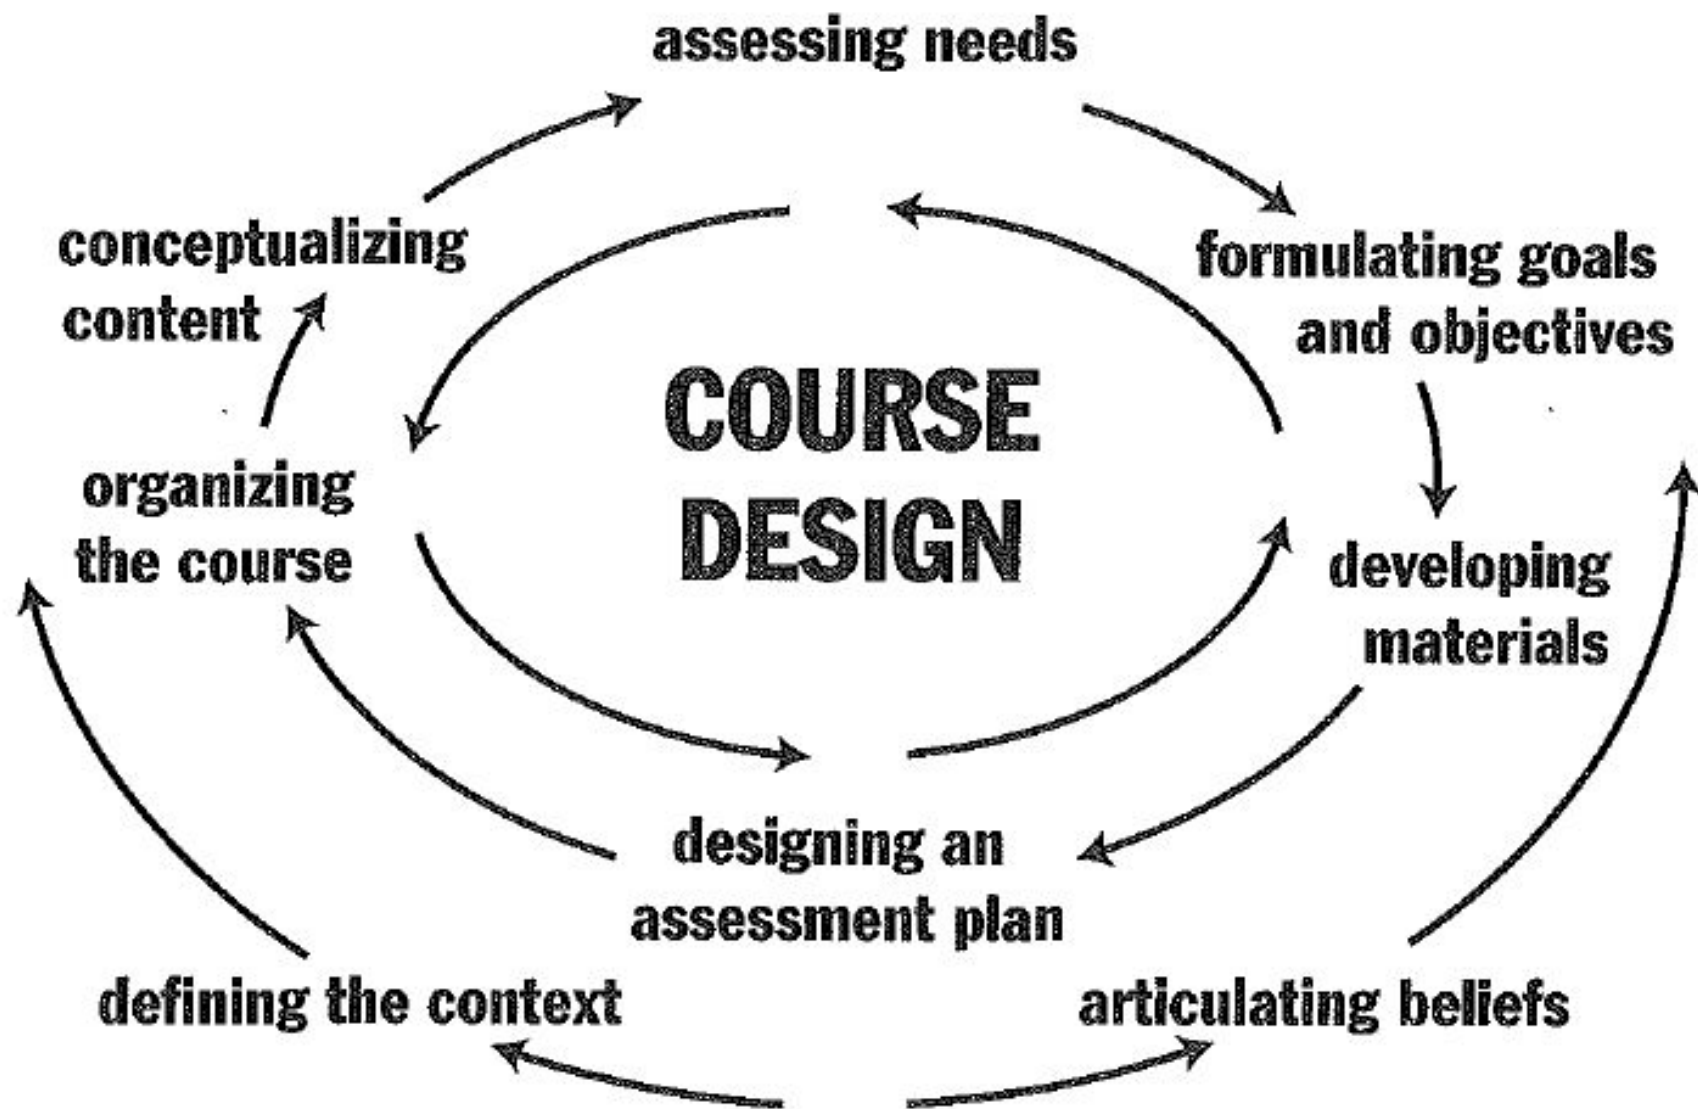 assessing needs
conceptualizing
content
formulating goals
and objectives
COURSE
DESIGN
organizing
the course
developing
materials
designing an
assessment plan
defining the context
articulating beliefs